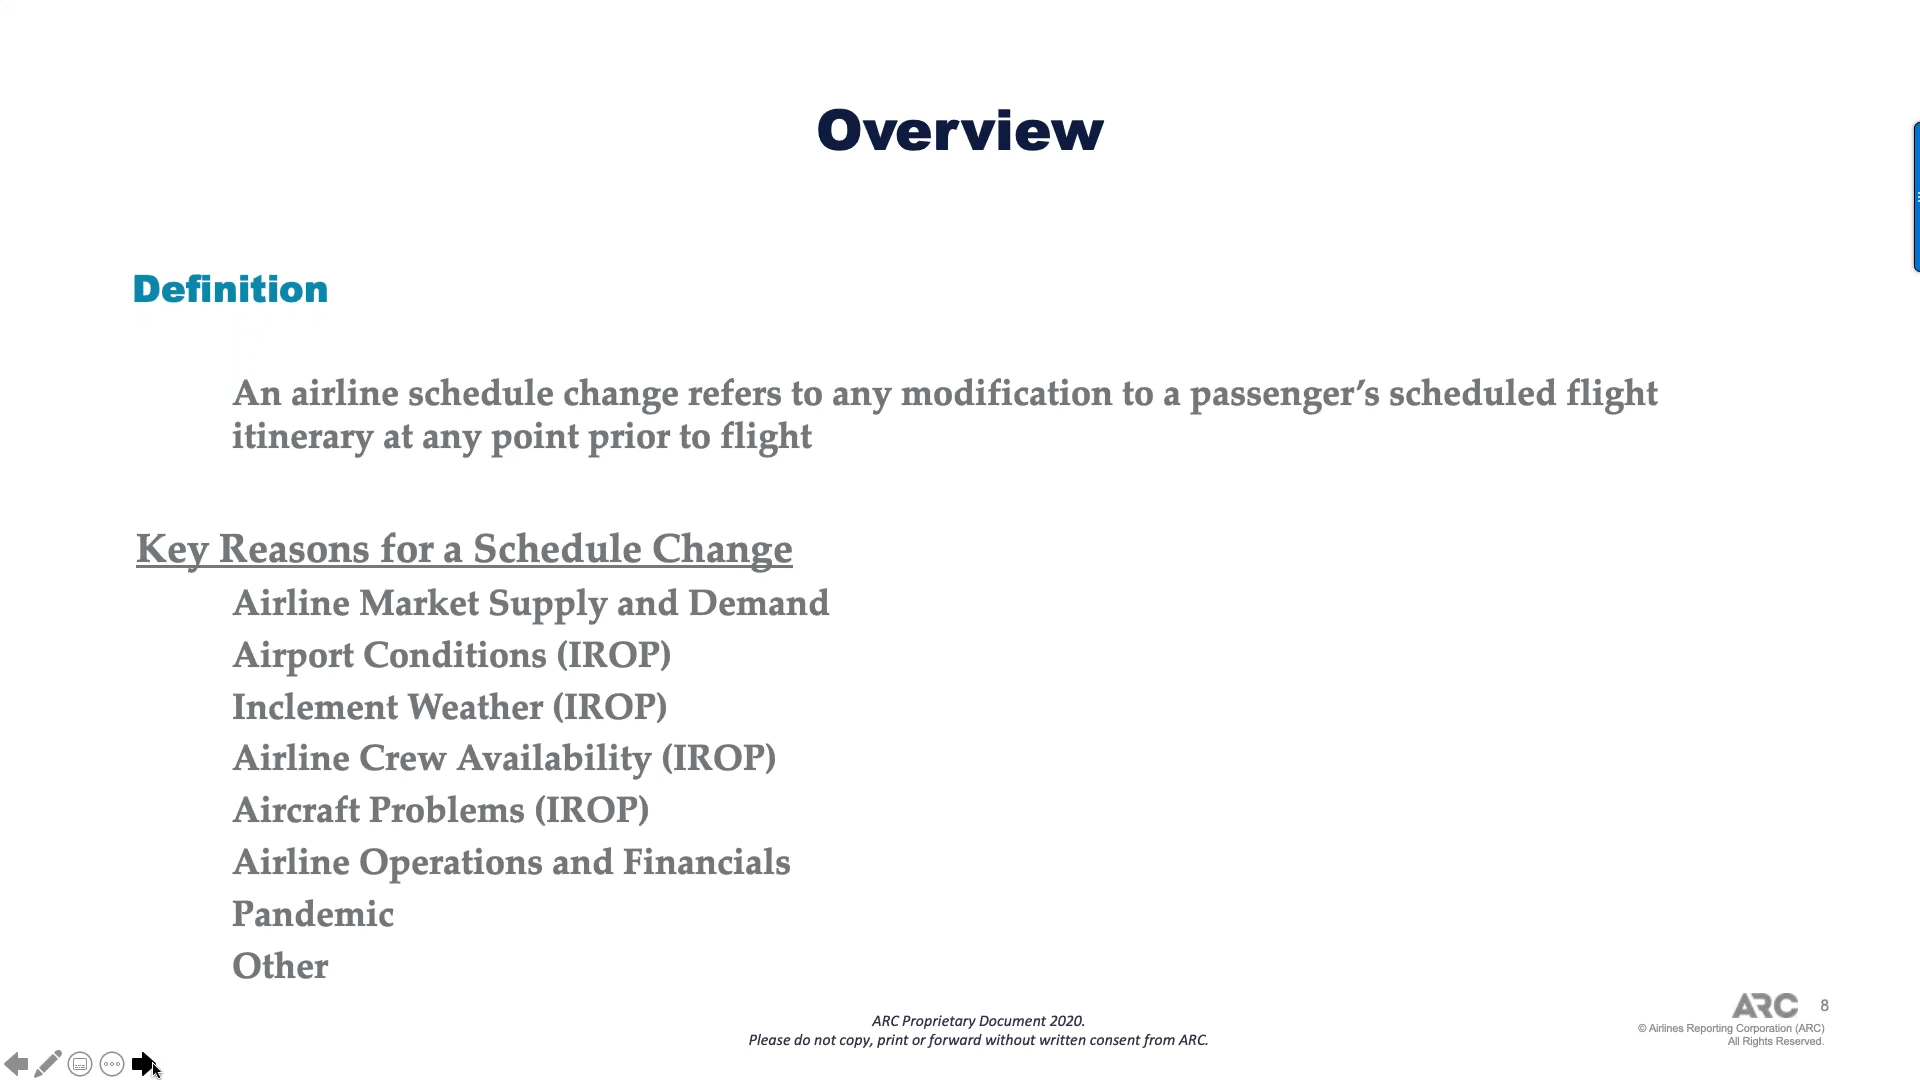 Overview
Definition
An airline schedule change refers to any modification to a passenger’s scheduled flight
itinerary at any point prior to flight
Key Reasons for a Schedule Change
Airline Market Supply and Demand
Airport Conditions (IROP)
Inclement Weather (IROP)
Airline Crew Availability (IROP)
Aircraft Problems (IROP)
Airline Operations and Financials
Pandemic
Other
ARC Proprietary Document 2020.
Please do not copy, print or forward without written consent from ARC.
ARC 8
© Airlines Reporting Corporation (ARC)
All Rights Reserved.